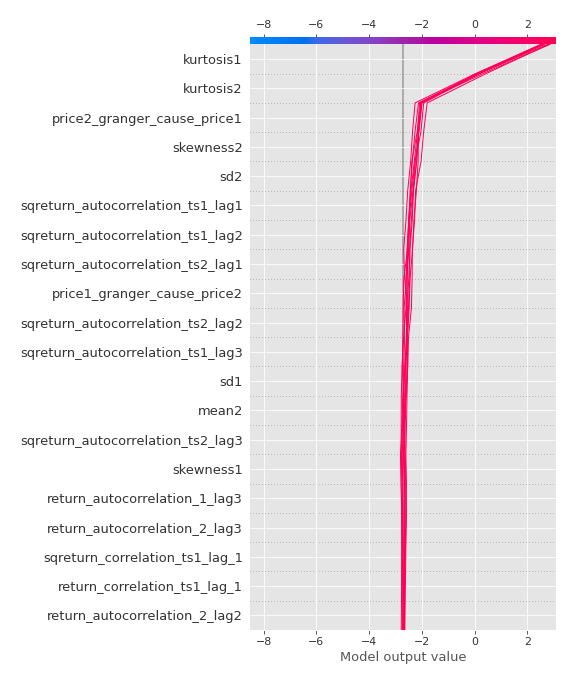 −8 −6 −4 −2 0 2
kurtosis1
kurtosis2
price2_granger_cause_price1
skewness2
sd2
sqreturn_autocorrelation_ts1_lag1
sqreturn_autocorrelation_ts1_lag2
sqreturn_autocorrelation_ts2_lag1
price1_granger_cause_price2
sqreturn_autocorrelation_ts2_lag2
sqreturn_autocorrelation_ts1_lag3
sd1
mean2
sqreturn_autocorrelation_ts2_lag3
skewness1
return_autocorrelation_1_lag3
return_autocorrelation_2_lag3
sqreturn_correlation_ts1_lag_1
return_correlation_ts1_lag_1
return_autocorrelation_2_lag2
−8 −6 −4 −2 0 2
Model output value